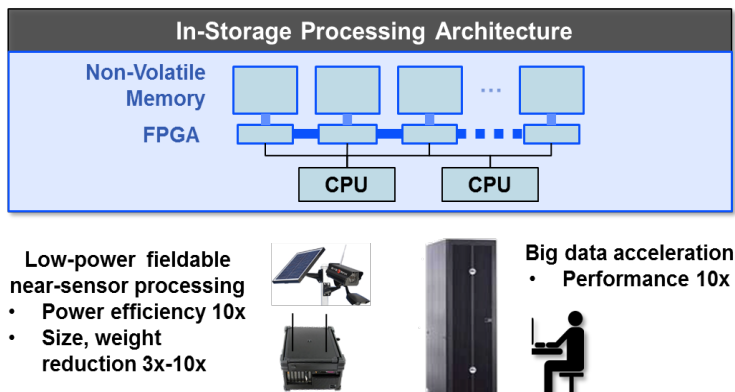 In-Storage Processing Architecture
Non-Volatile
Memory
...
FPGA
CPU
CPU
Low-power fieldable
near-sensor processing
• Power efficiency 10x
• Size, weight
reduction 3x-10x
Big data acceleration
• Performance 10x